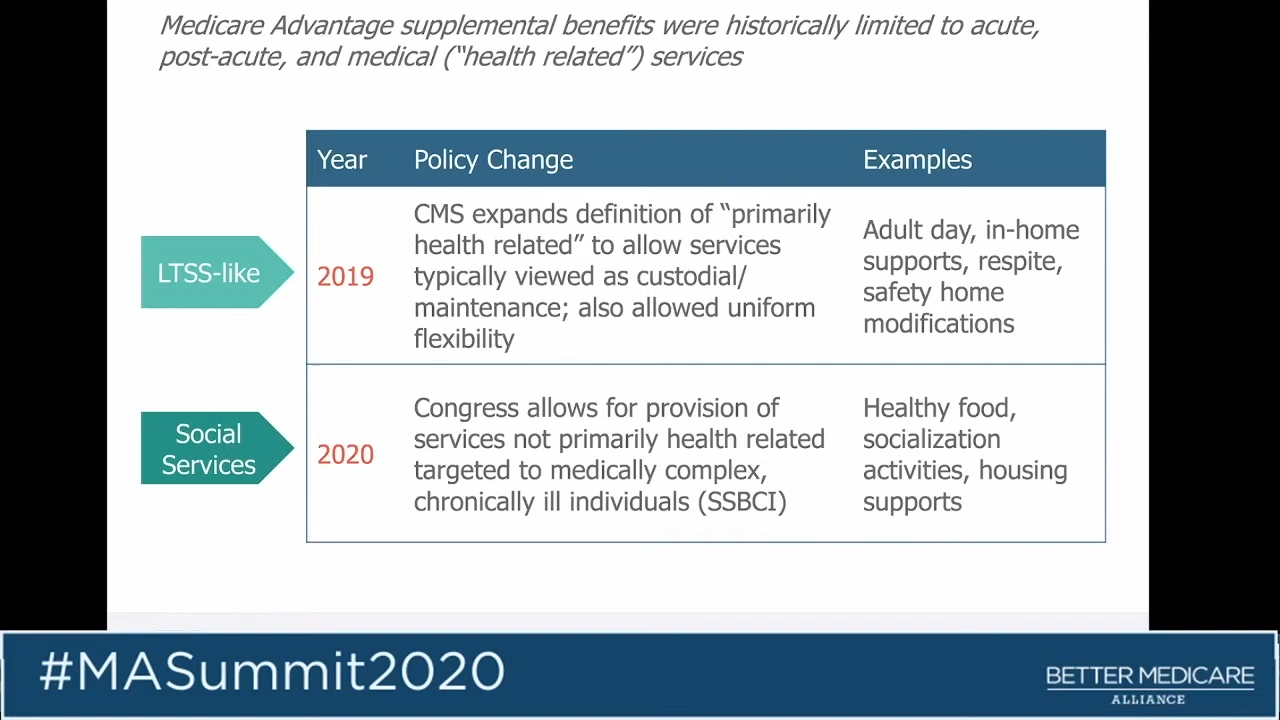 Medicare Advantage supplemental benefits were historically limited to acute,
post-acute, and medical (“health related”) services
Year Policy Change Examples
LTSS-like
2019
CMS expands definition of “primarily
health related” to allow services
typically viewed as custodial/
maintenance; also allowed uniform
flexibility
Adult day, in-home
supports, respite,
safety home
modifications
Social
Services
2020
Congress allows for provision of
services not primarily health related
targeted to medically complex,
chronically ill individuals (SSBCI)
Healthy food,
socialization
activities, housing
supports
#MASummit2020
BETTER MEDICARE
ALLIANCE